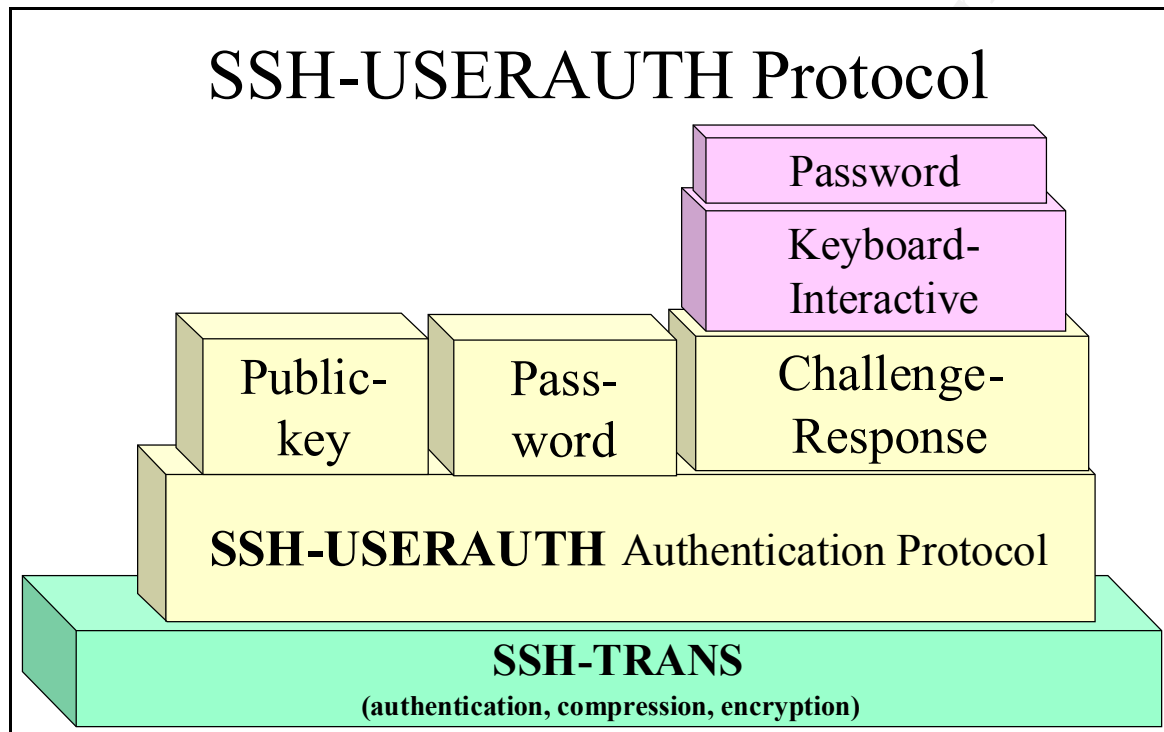 SSH-USERAUTH Protocol
Password
Keyboard-
Interactive
Public-
key
Pass-
word
Challenge-
Response
SSH-USERAUTH Authentication Protocol
SSH-TRANS
(authentication, compression, encryption)